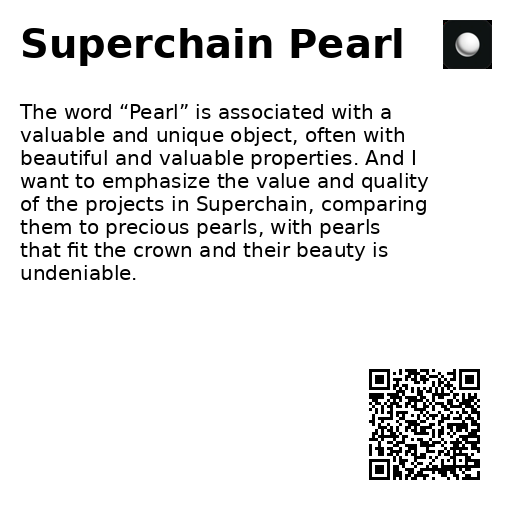 Superchain Pearl
The word “Pearl” is associated with a
valuable and unique object, often with
beautiful and valuable properties. And I
want to emphasize the value and quality
of the projects in Superchain, comparing
them to precious pearls, with pearls
that fit the crown and their beauty is
undeniable.